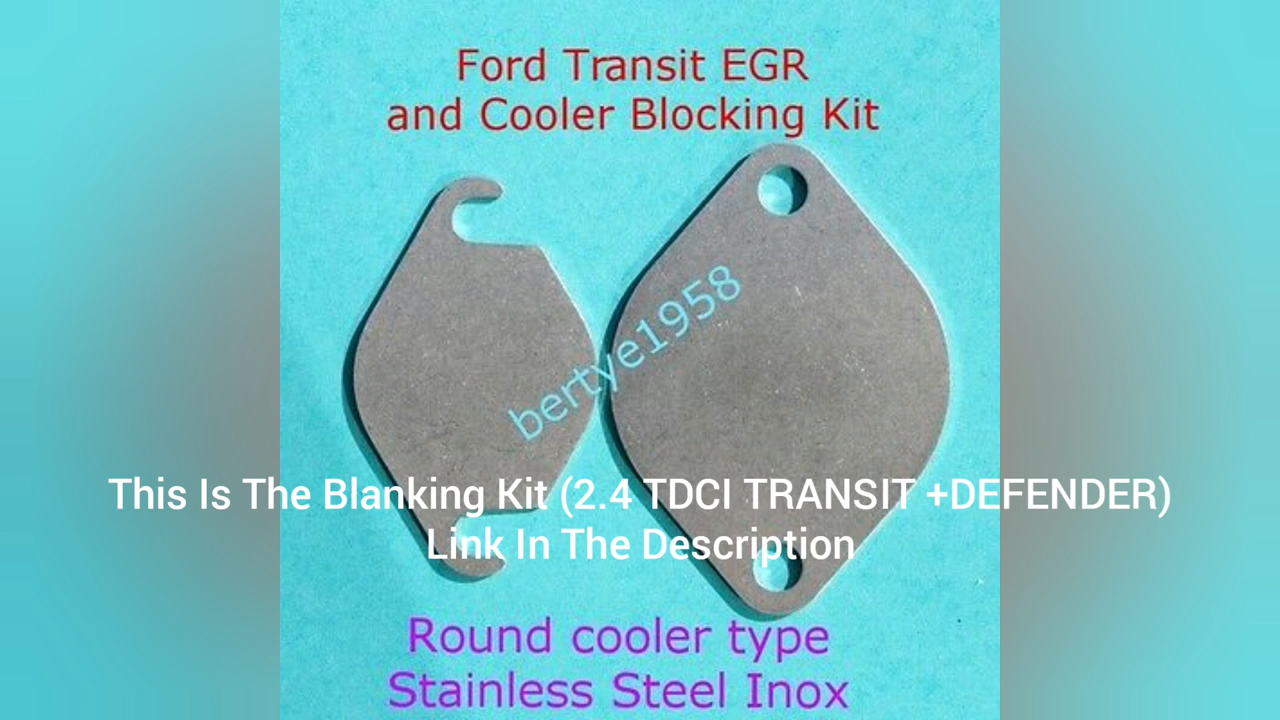 Ford Transit EGR
and Cooler Blocking Kit
bertye1958
This Is The Blanking Kit (2.4 TDCI TRANSIT +DEFENDER)
Link In The Description
Round cooler type
Stainless Steel Inox